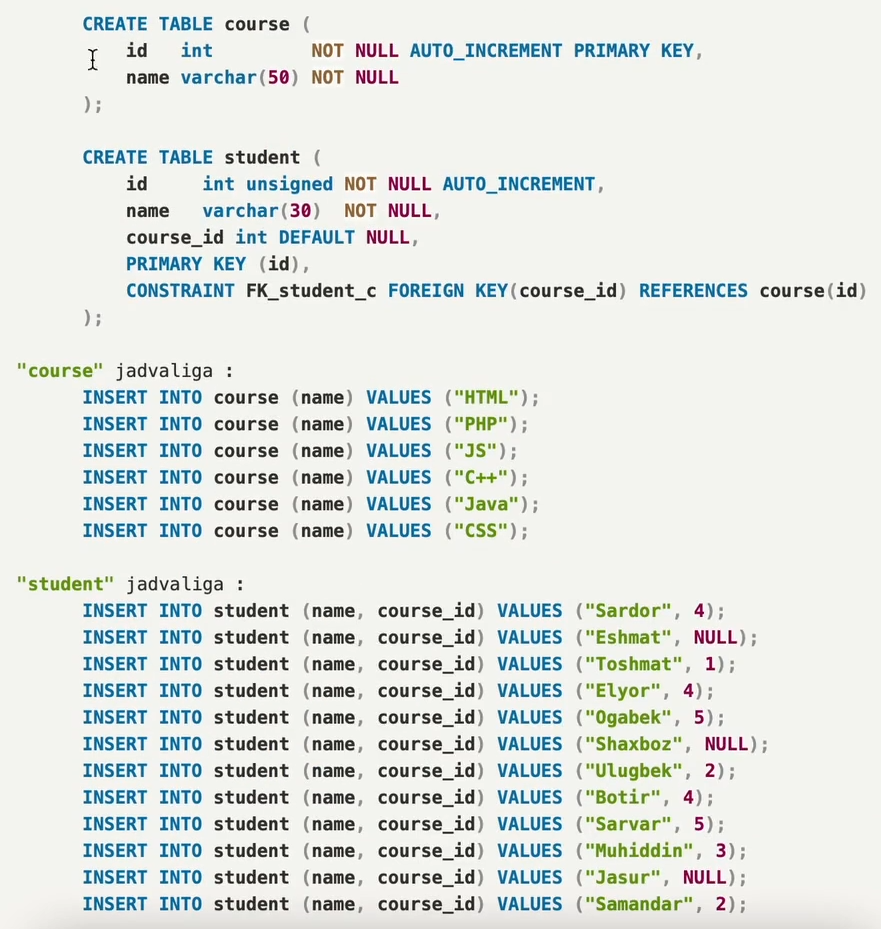 CREATE TABLE course (
id int NOT NULL AUTO_INCREMENT PRIMARY KEY,
name varchar(50) NOT NULL
);
CREATE TABLE student (
id int unsigned NOT NULL AUTO_INCREMENT,
name varchar(30) NOT NULL,
course_id int DEFAULT NULL,
PRIMARY KEY (id),
CONSTRAINT FK_student_c FOREIGN KEY(course_id) REFERENCES course(id)
);
"course" jadvaliga :
INSERT INTO course (name) VALUES ("HTML");
INSERT INTO course (name) VALUES ("PHP");
INSERT INTO course (name) VALUES ("JS");
INSERT INTO course (name) VALUES ("C++");
INSERT INTO course (name) VALUES ("Java");
INSERT INTO course (name) VALUES ("CSS");
"student" jadvaliga :
INSERT INTO student (name, course_id) VALUES ("Sardor", 4);
INSERT INTO student (name, course_id) VALUES ("Eshmat", NULL);
INSERT INTO student (name, course_id) VALUES ("Toshmat", 1);
INSERT INTO student (name, course_id) VALUES ("Elyor", 4);
INSERT INTO student (name, course_id) VALUES ("Ogabek", 5);
INSERT INTO student (name, course_id) VALUES ("Shaxboz", NULL);
INSERT INTO student (name, course_id) VALUES ("Ulugbek", 2);
INSERT INTO student (name, course_id) VALUES ("Botir", 4);
INSERT INTO student (name, course_id) VALUES ("Sarvar", 5);
INSERT INTO student (name, course_id) VALUES ("Muhiddin", 3);
INSERT INTO student (name, course_id) VALUES ("Jasur", NULL);
INSERT INTO student (name, course_id) VALUES ("Samandar", 2);